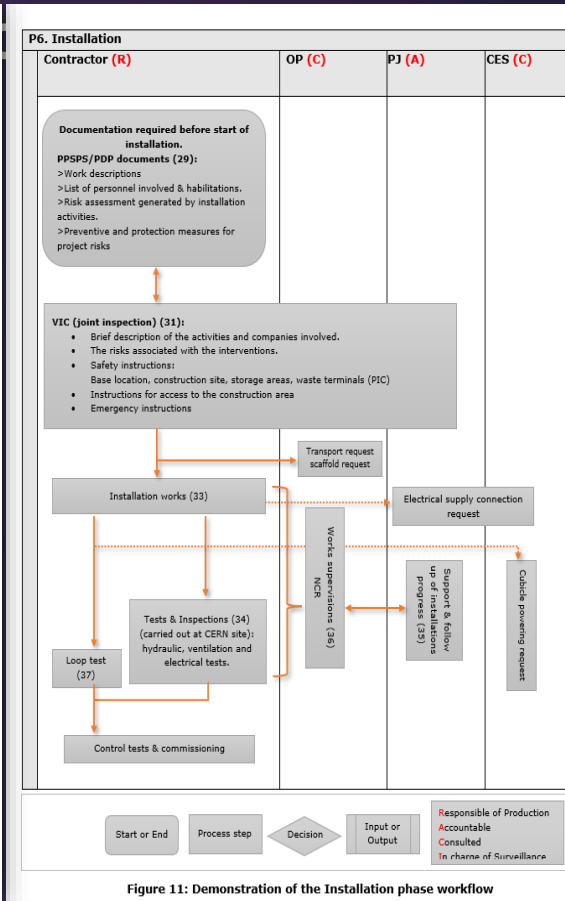 P6. Installation
Contractor (R)
OP (C)
PJ (A)
CES (C)
Documentation required before start of
installation.
PPSPS/PDP documents (29):
>Work descriptions
>List of personnel involved & habilitations.
>Risk assessment generated by installation
activities.
>Preventive and protection measures for
project risks
VIC (joint inspection) (31):
• Brief description of the activities and companies involved.
• The risks associated with the interventions.
• Safety instructions:
Base location, construction site, storage areas, waste terminals (PIC)
• Instructions for access to the construction area
• Emergency instructions
Transport request
scaffold request
Installation works (33)
Electrical supply connection
request
Works supervisions (36)
NCR
Support & follow
up of installations
progress (35)
Cubicle powering request
Tests & Inspections (34)
(carried out at CERN site):
hydraulic, ventilation and
electrical tests.
Loop test
(37)
Control tests & commissioning
Start or End
Process step
Decision
Input or
Output
Responsible of Production
Accountable
Consulted
In charge of Surveillance
Figure 11: Demonstration of the Installation phase workflow